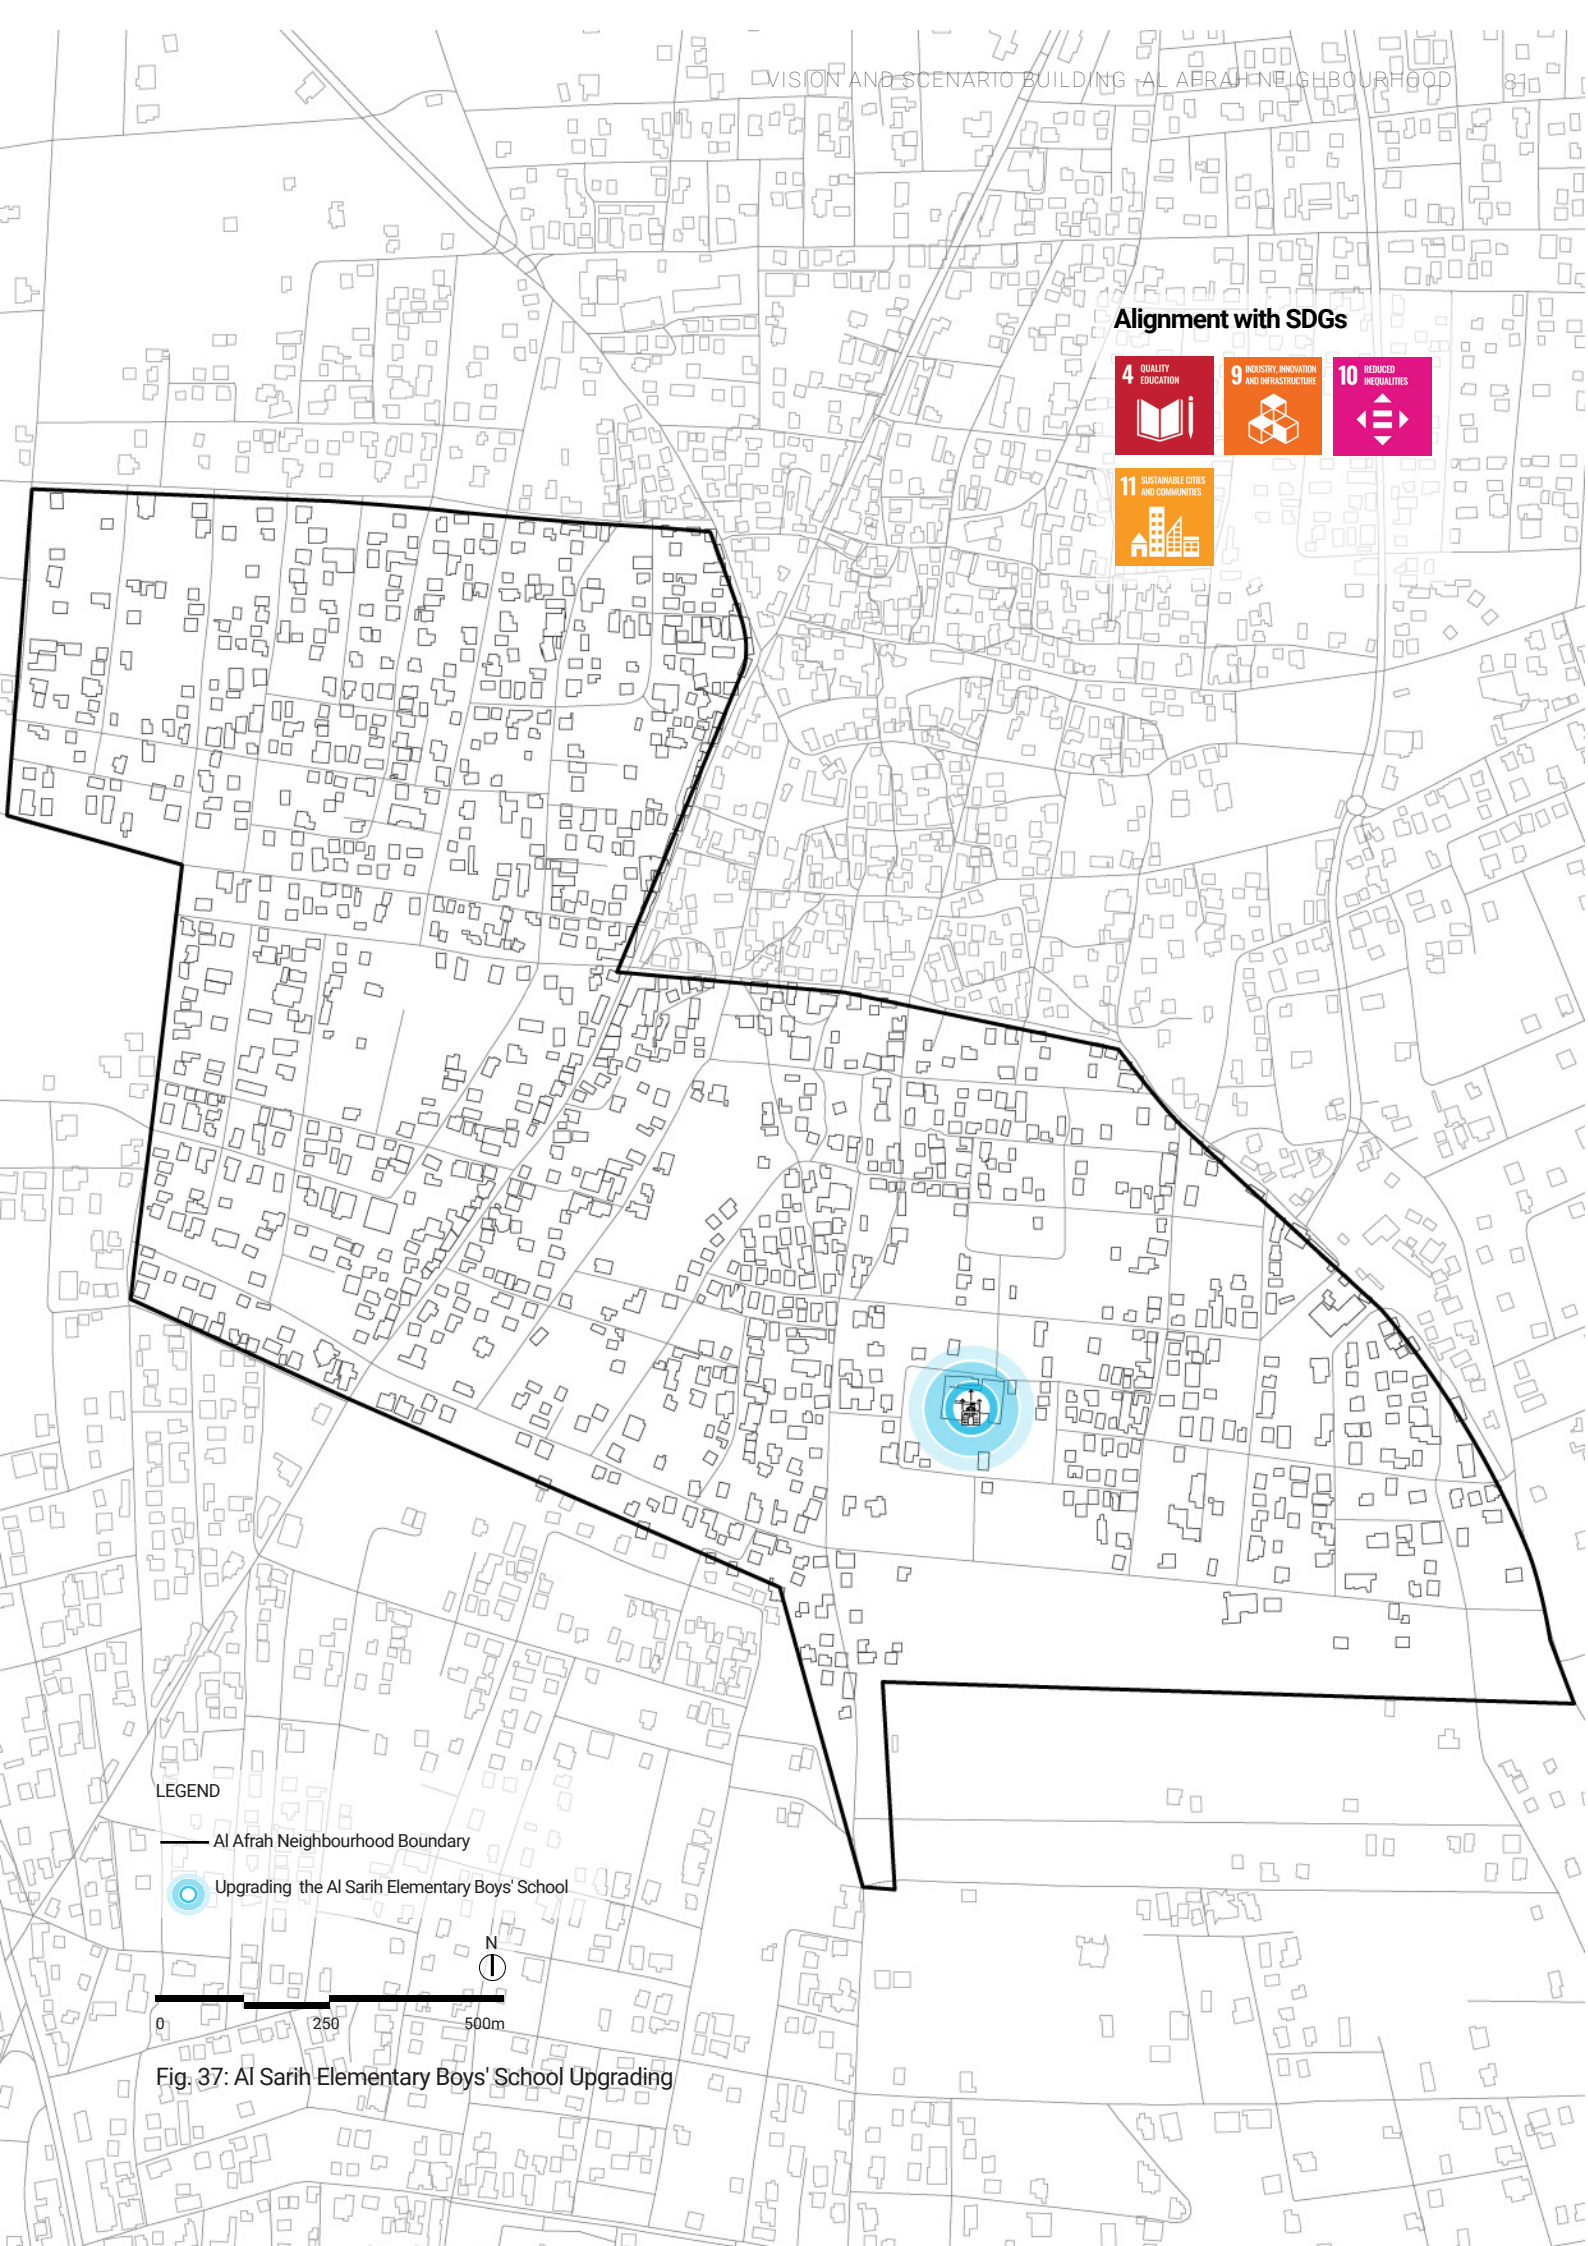 VISION AND SCENARIO BUILDING -AL AFRAH NEIGHBOURHOOD 81
Alignment with SDGs
4 QUALITY
EDUCATION
9 INDUSTRY, INNOVATION
AND INFRASTRUCTURE
10 REDUCED
INEQUALITIES
11 SUSTAINABLE CITIES
AND COMMUNITIES
LEGEND
Al Afrah Neighbourhood Boundary
Upgrading the Al Sarih Elementary Boys' School
N
0 250 500m
Fig. 37: Al Sarih Elementary Boys' School Upgrading